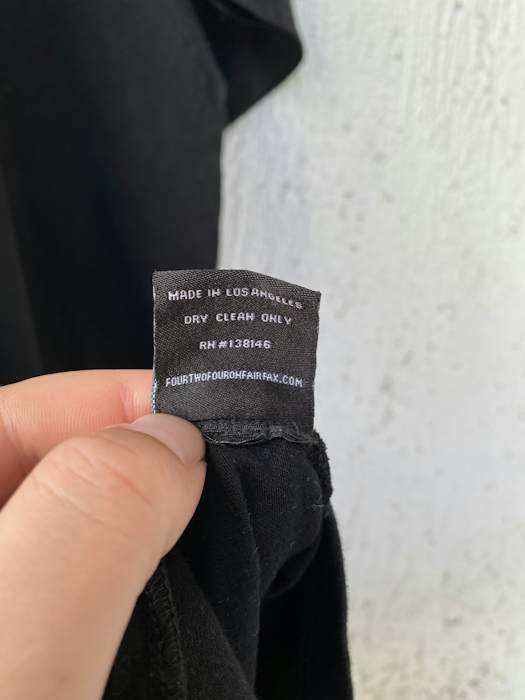 MADE IN LOS ANGELES
DRY CLEAN ONLY
RN #138146
FOURTWOFOUROHFAIRFAX.COM